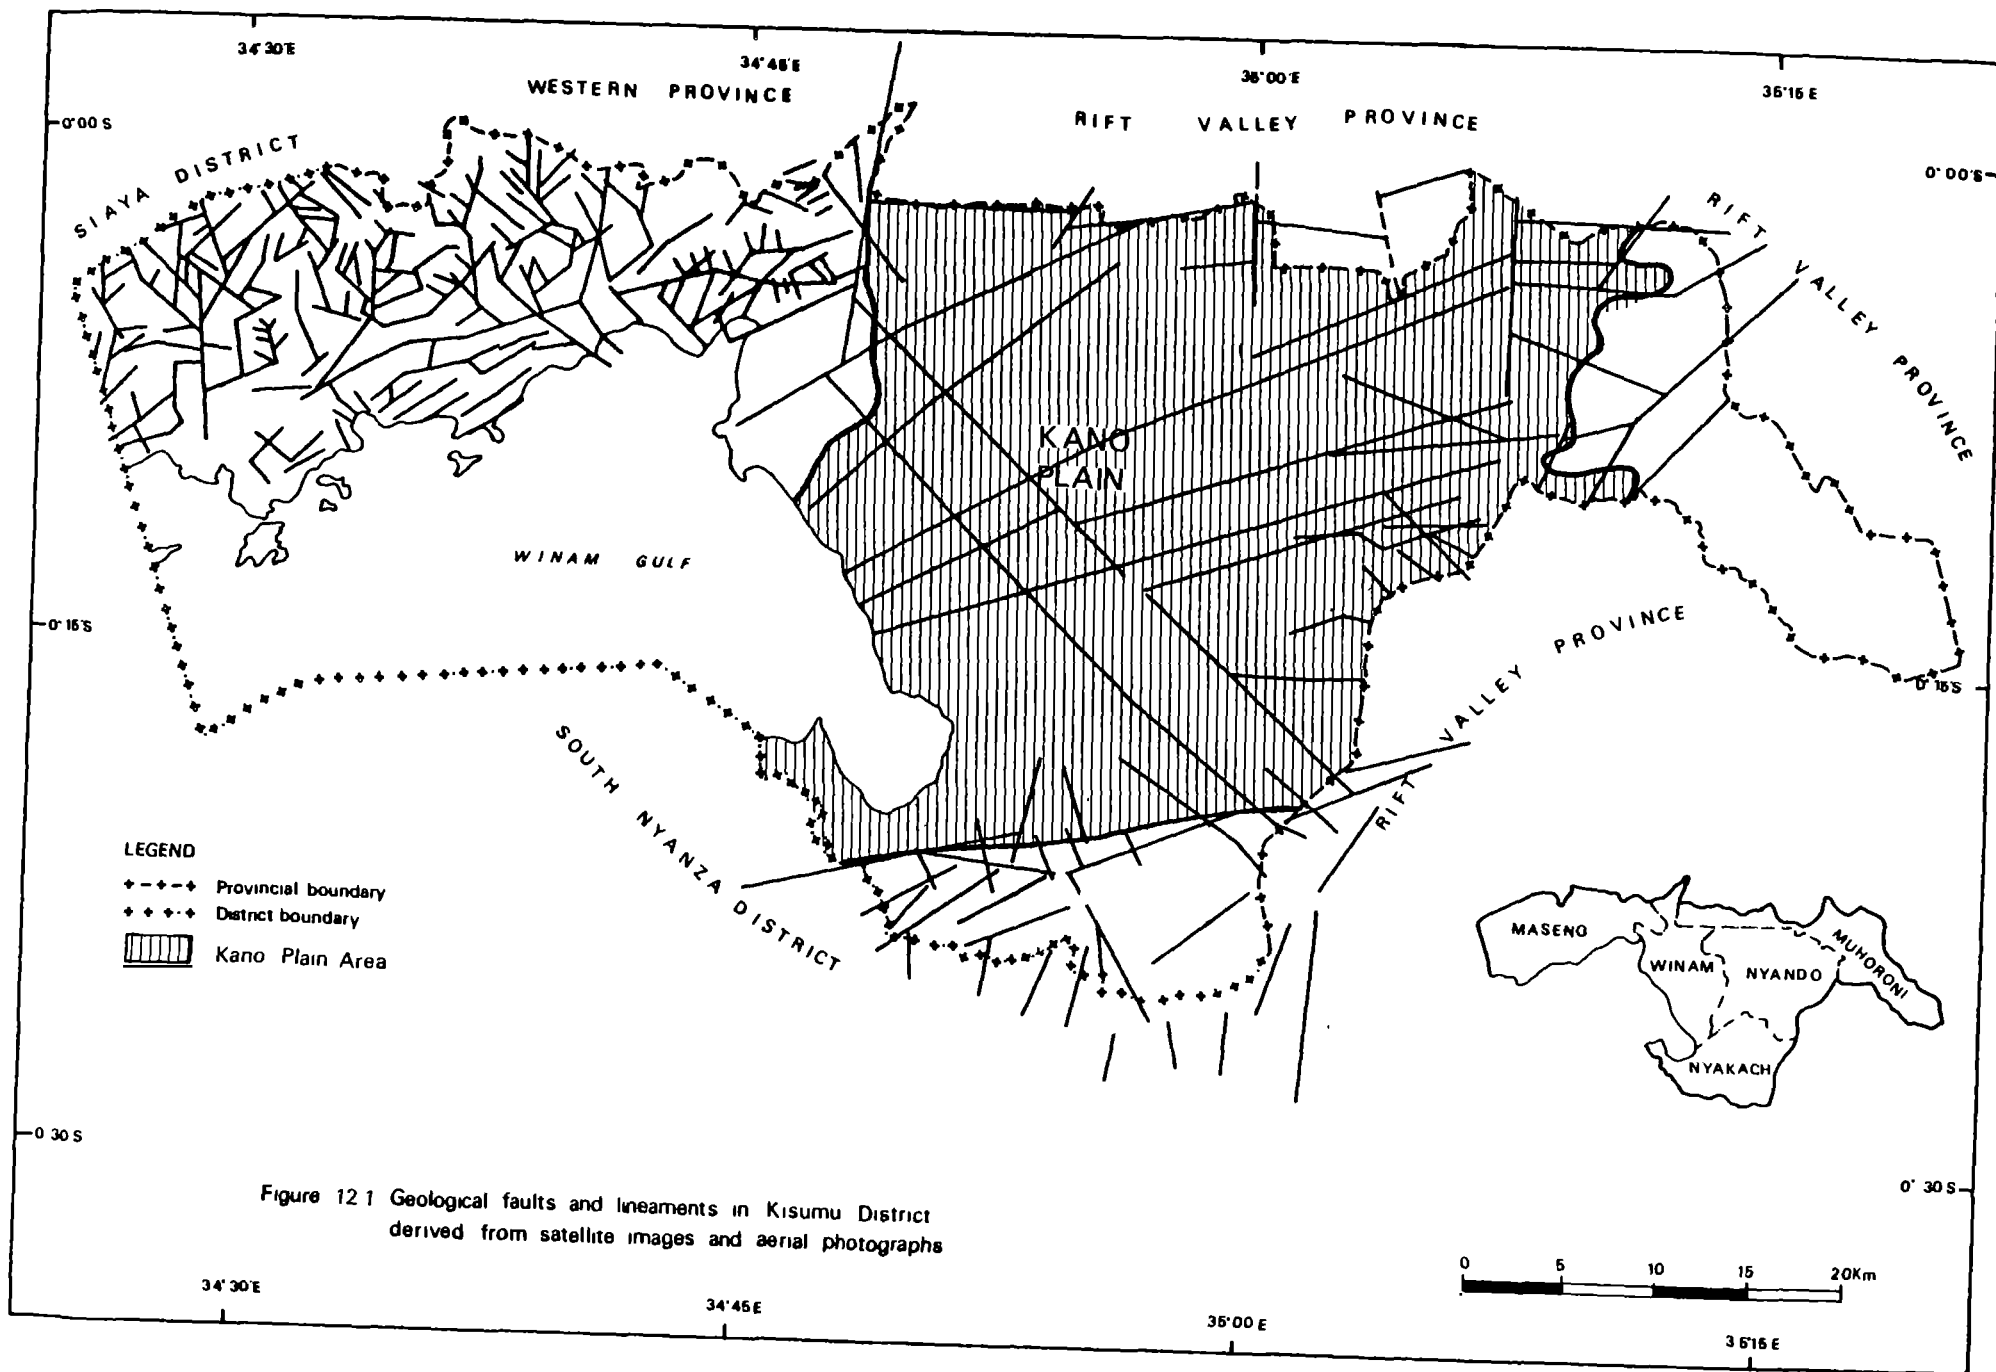 34°30'E
34°45'E
35°00'E
35°15 E
WESTERN PROVINCE
RIFT VALLEY PROVINCE
0°00 S
0°00'S
SIAYA DISTRICT
RIFT VALLEY PROVINCE
KANO
PLAIN
WINAM GULF
0°15'S
0°15'S
RIFT VALLEY PROVINCE
SOUTH NYANZA DISTRICT
LEGEND
Provincial boundary
District boundary
Kano Plain Area
MASENO
WINAM
NYANDO
MUHORONI
NYAKACH
0 30 S
0° 30 S
Figure 12 1 Geological faults and lineaments in Kisumu District
derived from satellite images and aerial photographs
0 5 10 15 20Km
34°30'E
34°45 E
35°00 E
35°15 E